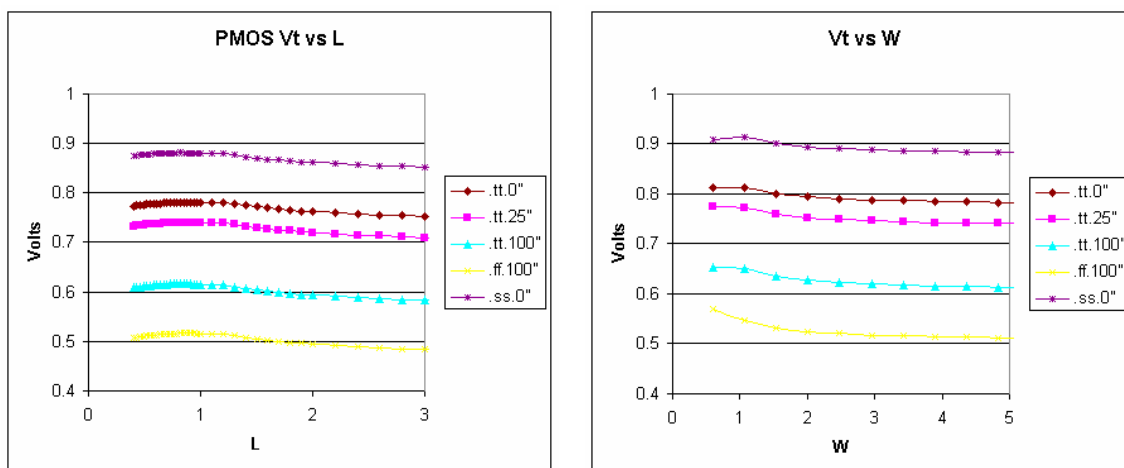 PMOS Vt vs L
1
0.9
0.8
0.7
0.6
0.5
0.4
Volts
0
1
2
3
L
.tt.0"
.tt.25"
.tt.100"
.ff.100"
.ss.0"
Vt vs W
1
0.9
0.8
0.7
0.6
0.5
0.4
Volts
0
1
2
3
4
5
W
.tt.0"
.tt.25"
.tt.100"
.ff.100"
.ss.0"